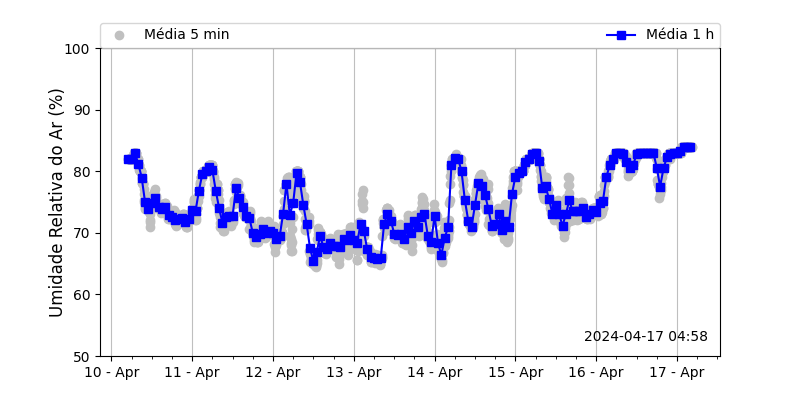 Média 5 min
Média 1 h
100
90
80
70
60
50
Umidade Relativa do Ar (%)
2024-04-17 04:58
10 - Apr
11 - Apr
12 - Apr
13 - Apr
14 - Apr
15 - Apr
16 - Apr
17 - Apr